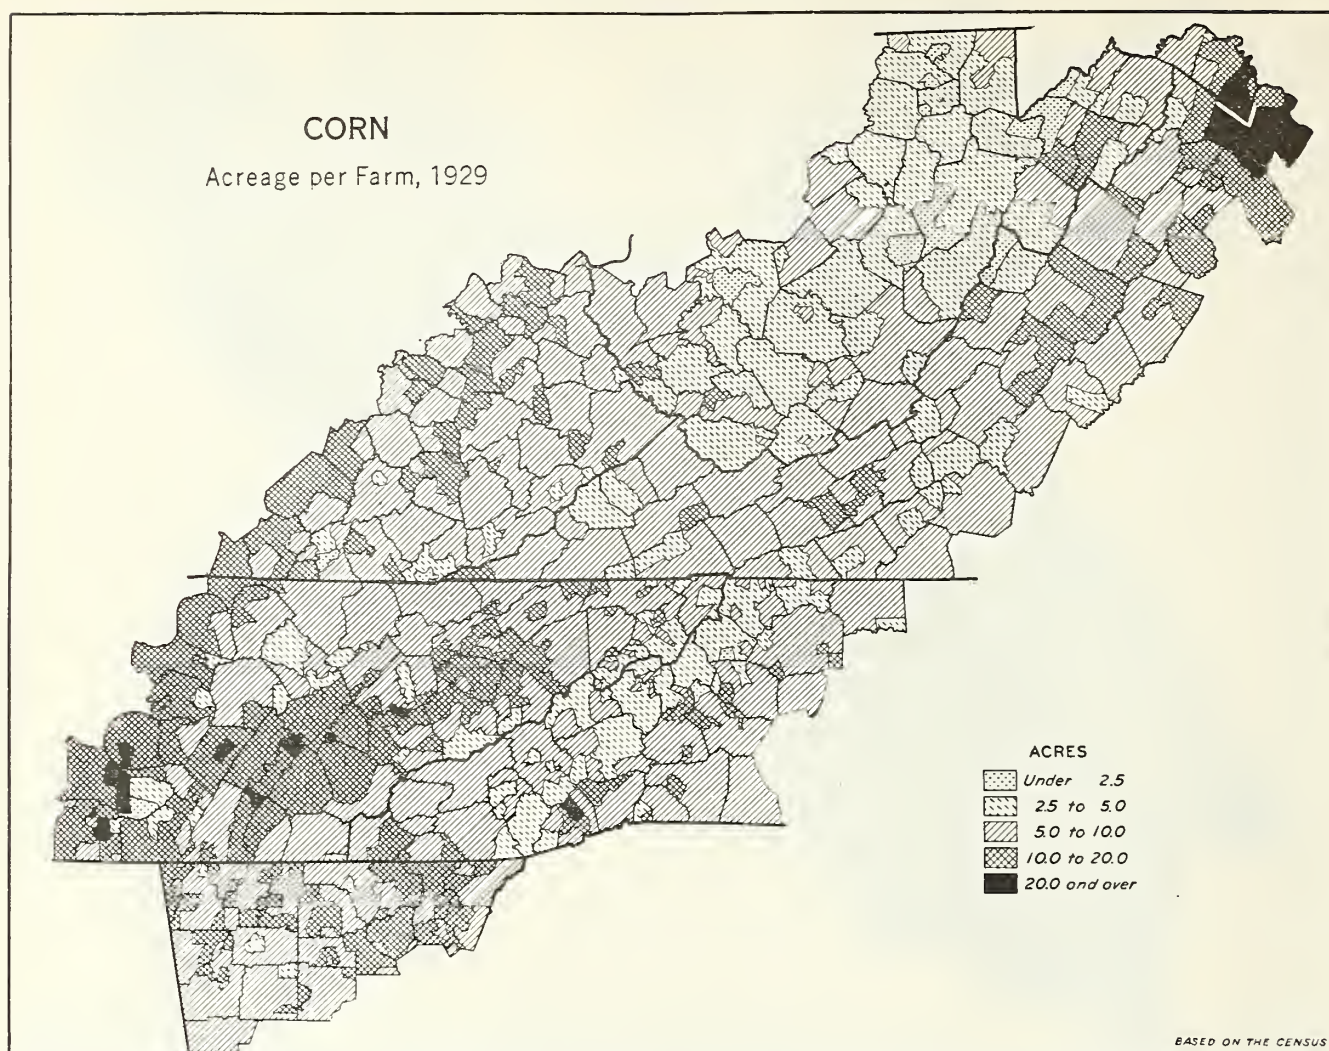 CORN
Acreage per Farm, 1929
ACRES
Under 2.5
2.5 to 5.0
5.0 to 10.0
10.0 to 20.0
20.0 and over
BASED ON THE CENSUS